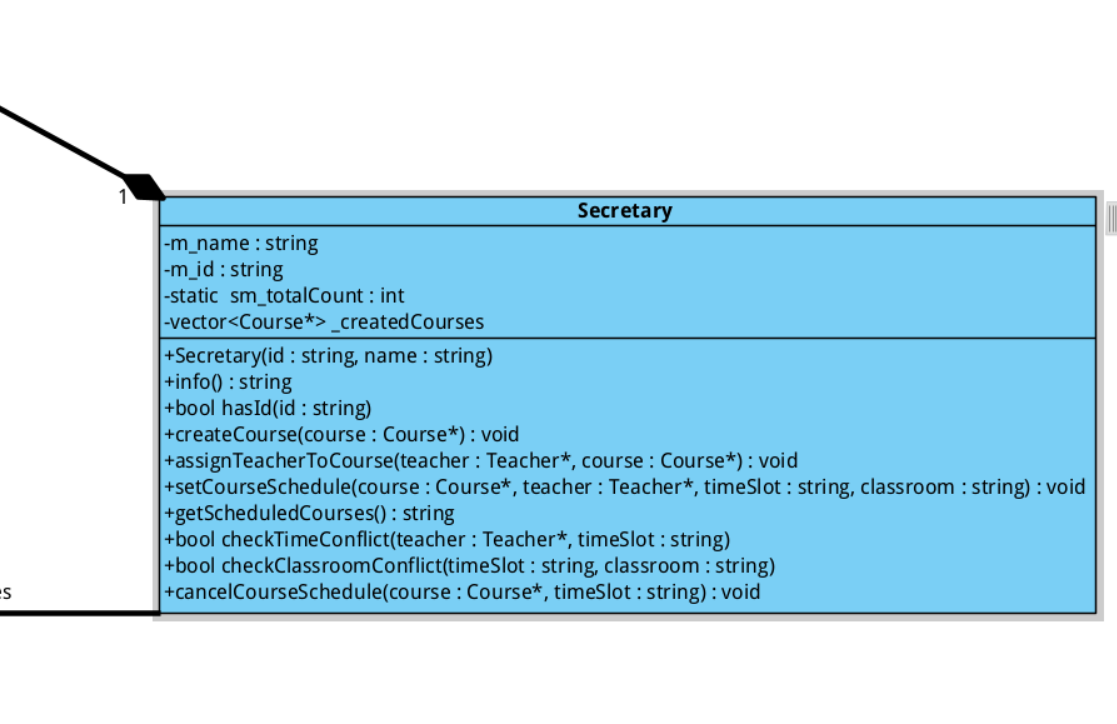 1
Secretary
-m_name : string
-m_id : string
-static  sm_totalCount : int
-vector<Course*> _createdCourses
+Secretary(id : string, name : string)
+info() : string
+bool hasId(id : string)
+createCourse(course : Course*) : void
+assignTeacherToCourse(teacher : Teacher*, course : Course*) : void
+setCourseSchedule(course : Course*, teacher : Teacher*, timeSlot : string, classroom : string) : void
+getScheduledCourses() : string
+bool checkTimeConflict(teacher : Teacher*, timeSlot : string)
+bool checkClassroomConflict(timeSlot : string, classroom : string)
+cancelCourseSchedule(course : Course*, timeSlot : string) : void